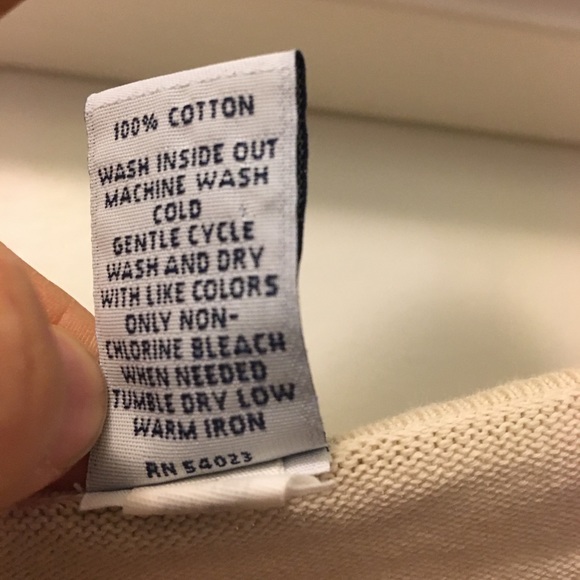 100% COTTON
WASH INSIDE OUT
MACHINE WASH
COLD
GENTLE CYCLE
WASH AND DRY
WITH LIKE COLORS
ONLY NON-
CHLORINE BLEACH
WHEN NEEDED
TUMBLE DRY LOW
WARM IRON
RN 54023